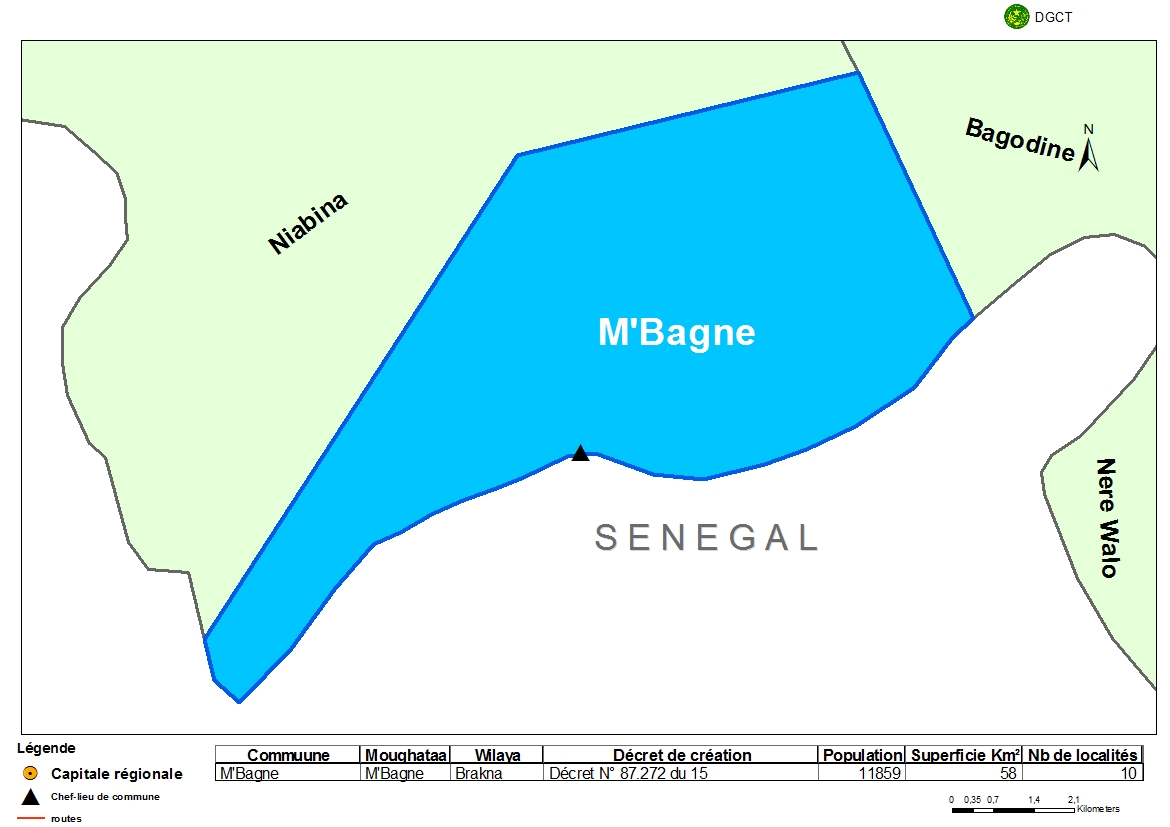 DGCT
Bagodine
N
Niabina
M'Bagne
Nere Walo
SENEGAL
Légende
Capitale régionale
Chef-lieu de commune
routes
Commuune Moughataa Wilaya Décret de création Population Superficie Km² Nb de localités
M'Bagne M'Bagne Brakna Décret N° 87.272 du 15 11859 58 10
0 0,35 0,7 1,4 2,1
Kilometers